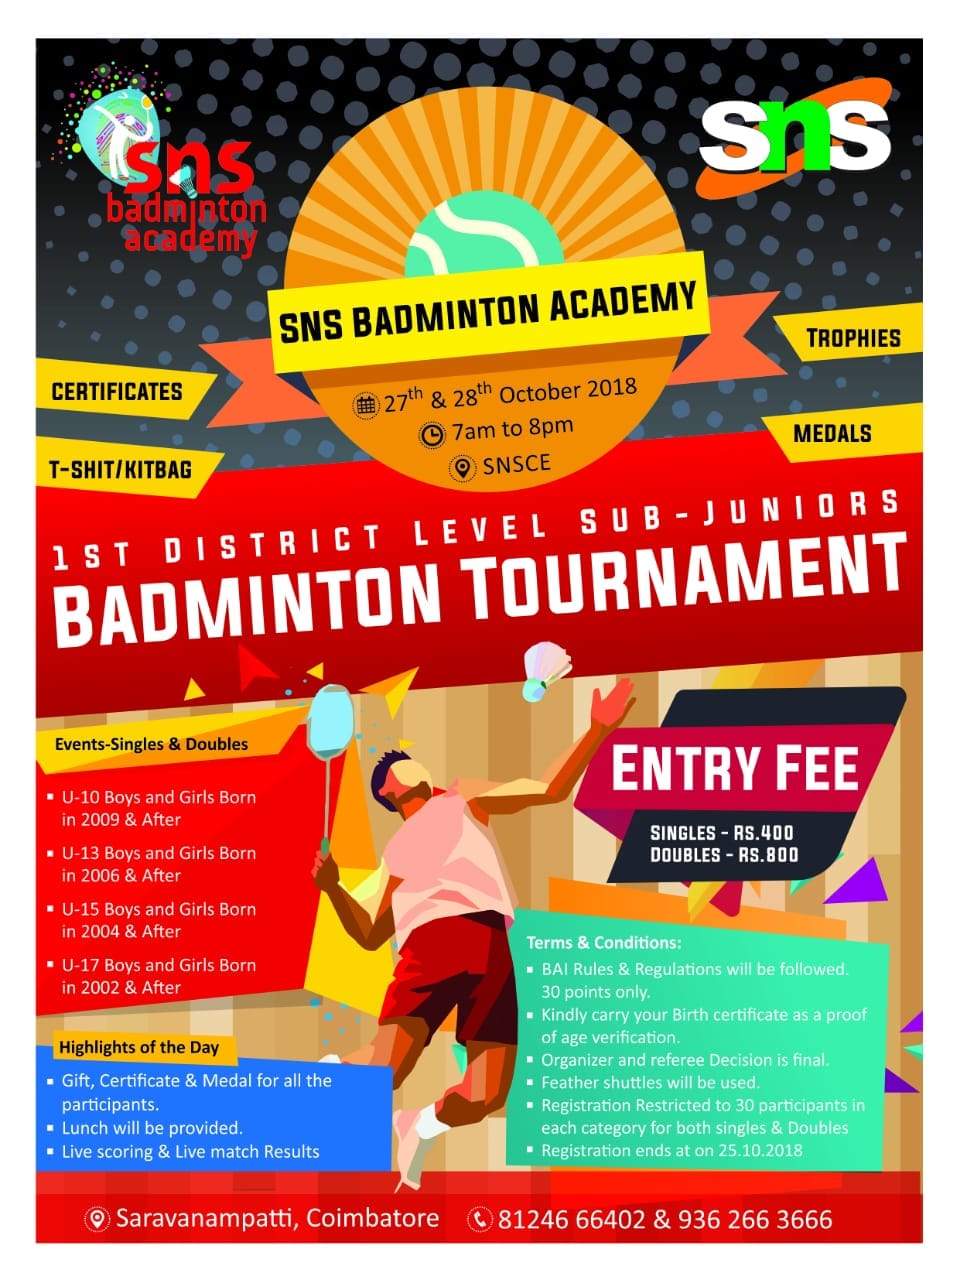 sns
badminton
academy
sns
SNS BADMINTON ACADEMY
27th & 28th October 2018
7am to 8pm
SNSCE
CERTIFICATES
T-SHIT/KITBAG
TROPHIES
MEDALS
1ST DISTRICT LEVEL SUB-JUNIORS
BADMINTON TOURNAMENT
Events-Singles & Doubles
▪ U-10 Boys and Girls Born
in 2009 & After
▪ U-13 Boys and Girls Born
in 2006 & After
▪ U-15 Boys and Girls Born
in 2004 & After
▪ U-17 Boys and Girls Born
in 2002 & After
ENTRY FEE
SINGLES - RS.400
DOUBLES - RS.800
Terms & Conditions:
▪ BAI Rules & Regulations will be followed.
30 points only.
▪ Kindly carry your Birth certificate as a proof
of age verification.
▪ Organizer and referee Decision is final.
▪ Feather shuttles will be used.
▪ Registration Restricted to 30 participants in
each category for both singles & Doubles
▪ Registration ends at on 25.10.2018
Highlights of the Day
▪ Gift, Certificate & Medal for all the
participants.
▪ Lunch will be provided.
▪ Live scoring & Live match Results
Saravanampatti, Coimbatore
81246 66402 & 936 266 3666